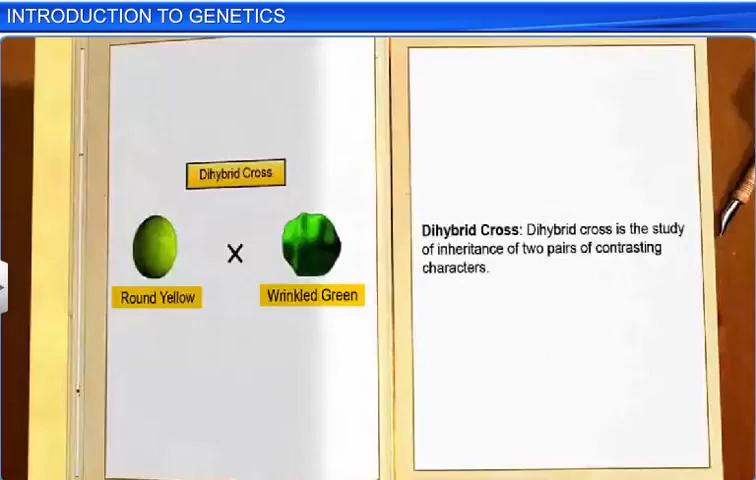 INTRODUCTION TO GENETICS
Dihybrid Cross
X
Round Yellow
Wrinkled Green
Dihybrid Cross: Dihybrid cross is the study
of inheritance of two pairs of contrasting
characters.